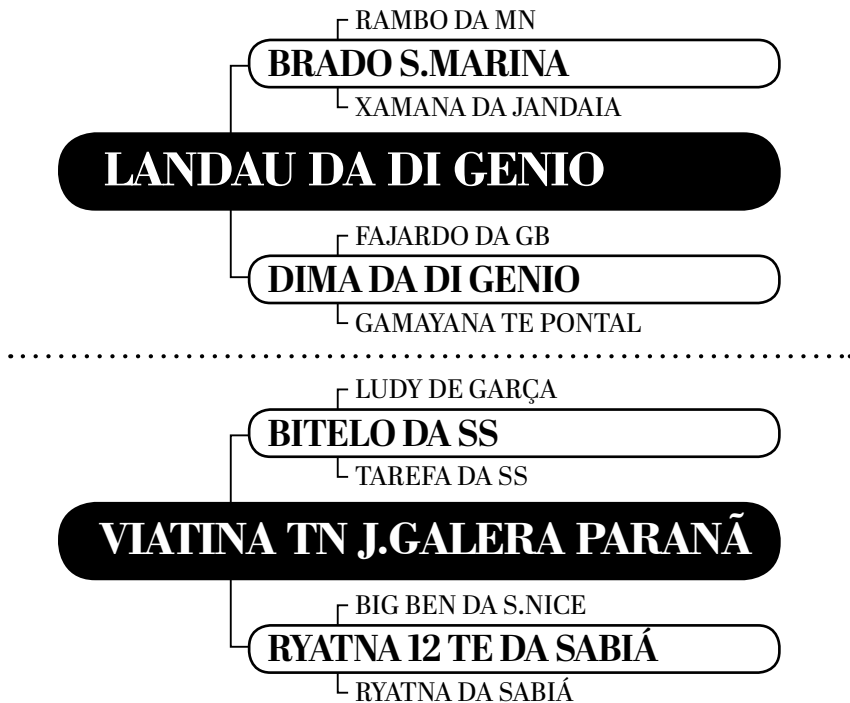 RAMBO DA MN
BRADO S.MARINA
XAMANA DA JANDAIA
LANDAU DA DI GENIO
FAJARDO DA GB
DIMA DA DI GENIO
GAMAYANA TE PONTAL
LUDY DE GARÇA
BITELO DA SS
TAREFA DA SS
VIATINA TN J.GALERA PARANÃ
BIG BEN DA S.NICE
RYATNA 12 TE DA SABIÁ
RYATNA DA SABIÁ